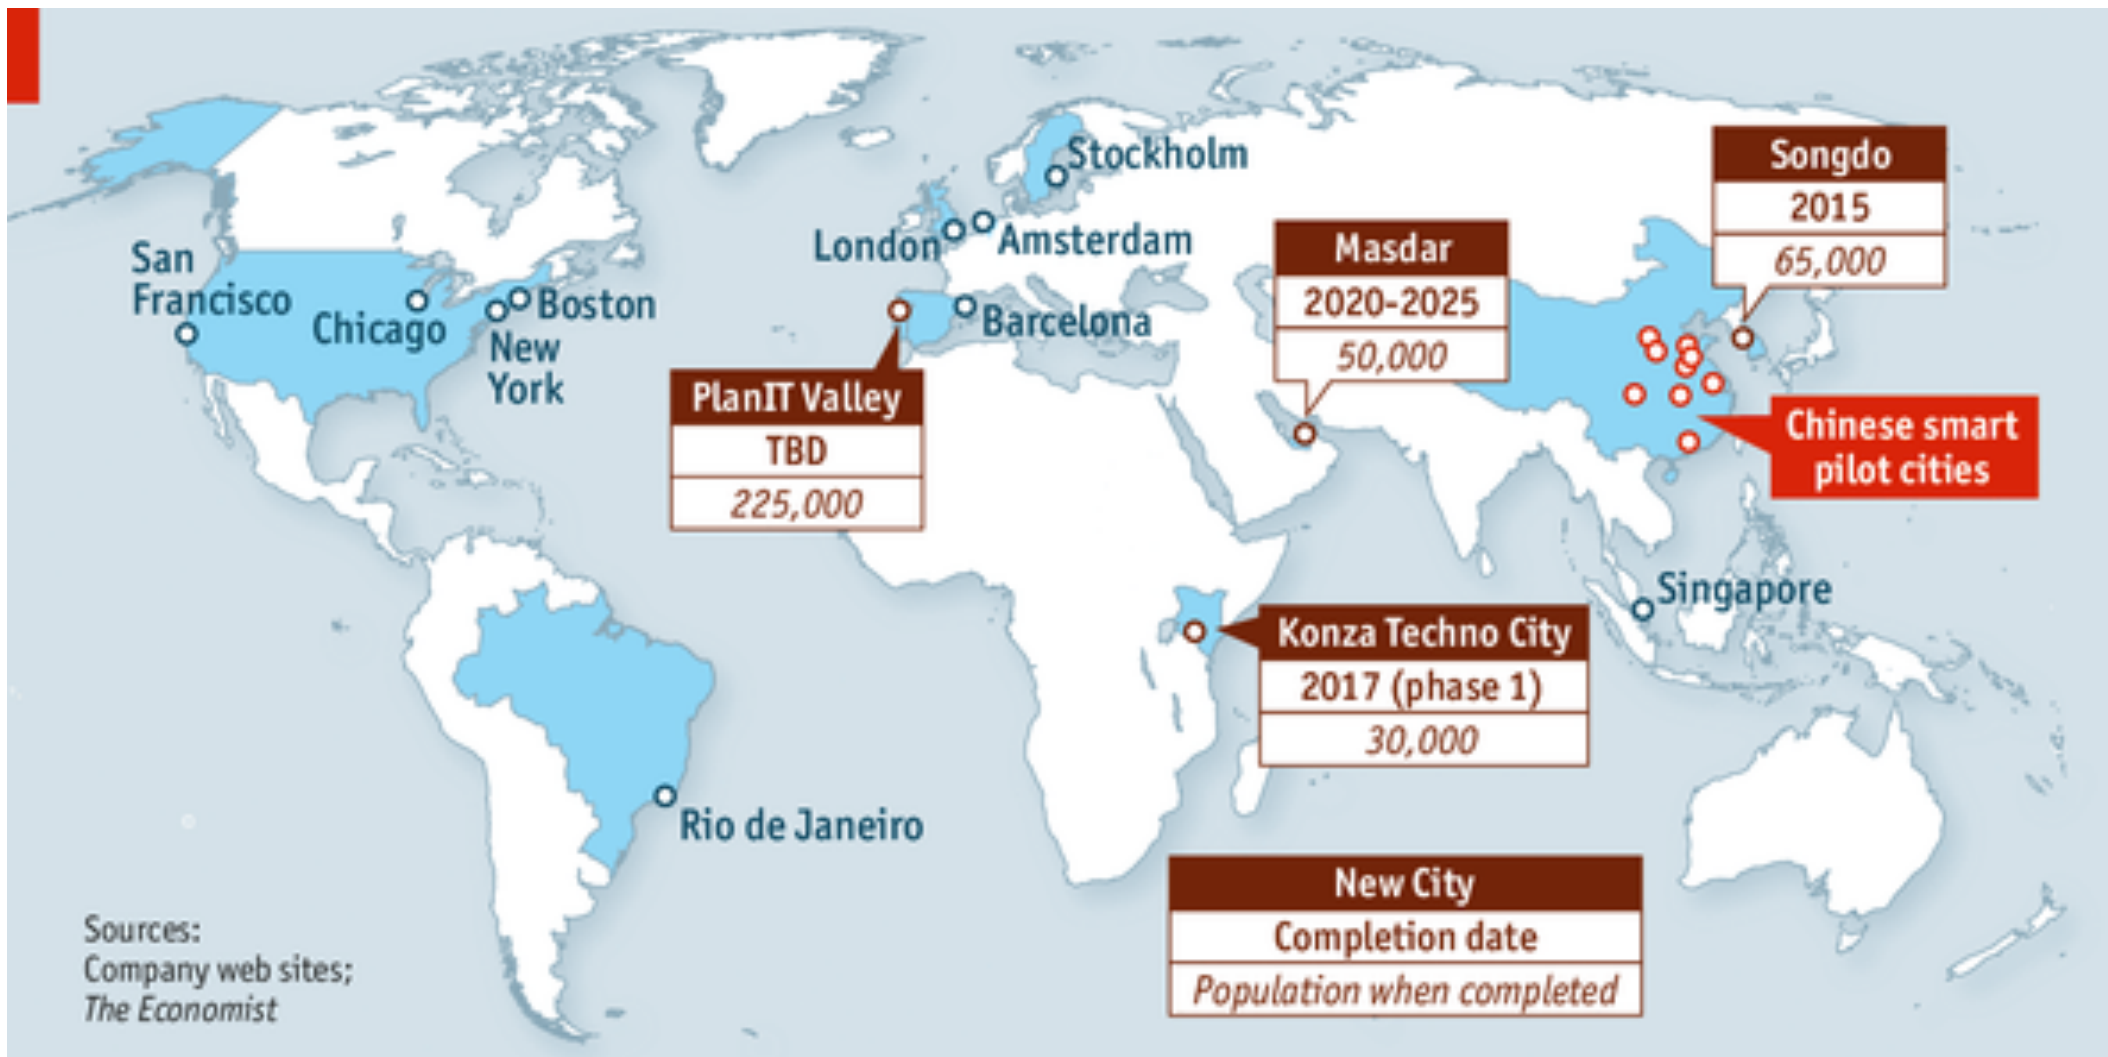 Stockholm
London
Amsterdam
Barcelona
San
Francisco
Chicago
Boston
New
York
PlanIT Valley
TBD
225,000
Masdar
2020-2025
50,000
Songdo
2015
65,000
Chinese smart
pilot cities
Singapore
Konza Techno City
2017 (phase 1)
30,000
Rio de Janeiro
New City
Completion date
Population when completed
Sources:
Company web sites;
The Economist